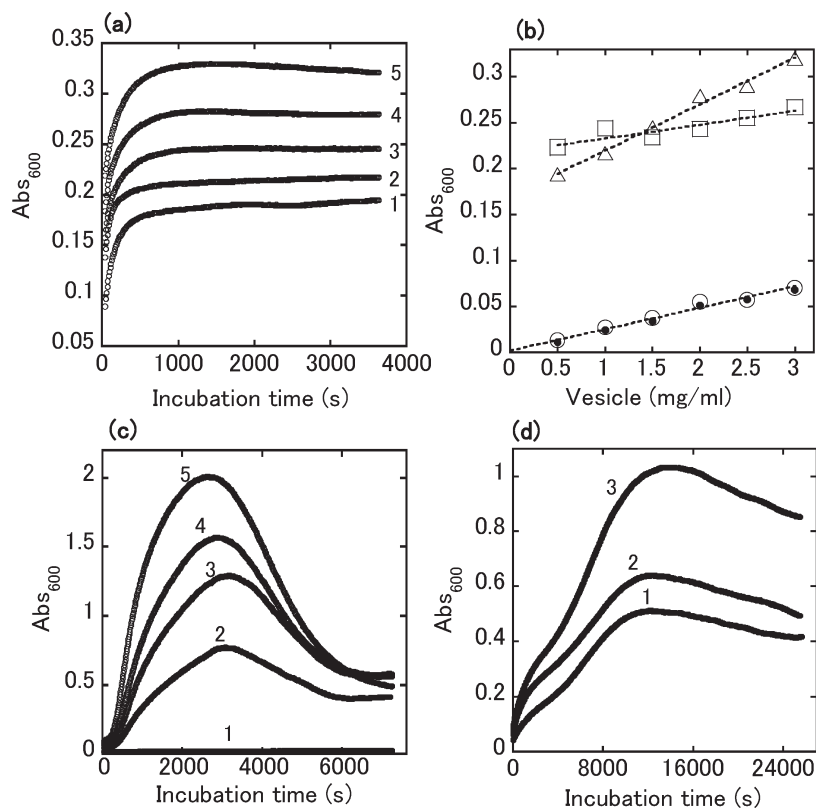 (a)
0.35
0.3
0.25
0.2
0.15
0.1
0.05
Abs600
5
4
3
2
1
0 1000 2000 3000 4000
Incubation time (s)
(b)
0.3
0.25
0.2
0.15
0.1
0.05
0
Abs600
0 0.5 1 1.5 2 2.5 3
Vesicle (mg/ml)
(c)
2
1.5
1
0.5
0
Abs600
5
4
3
2
1
0 2000 4000 6000
Incubation time (s)
(d)
1
0.8
0.6
0.4
0.2
0
Abs600
3
2
1
0 8000 16000 24000
Incubation time (s)